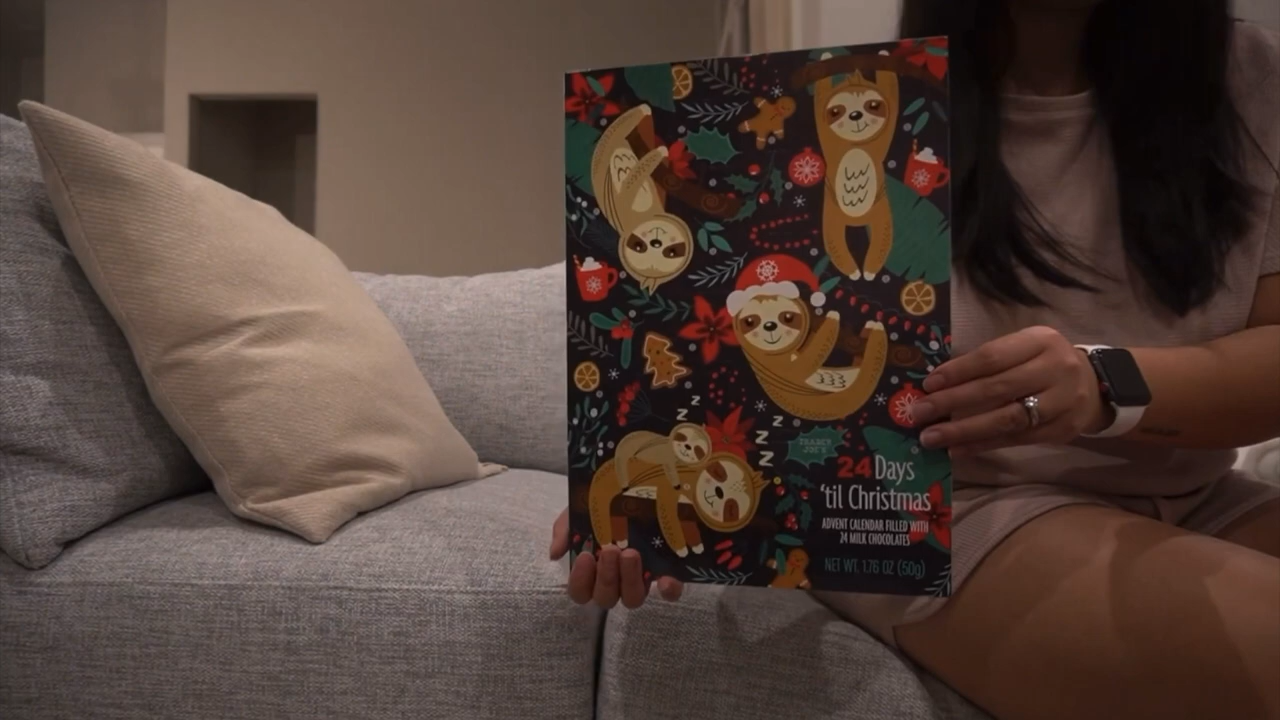 z
z
z
z
z
z
TRADER
JOE'S
24 Days
'til Christmas
ADVENT CALENDAR FILLED WITH
24 MILK CHOCOLATES
NET WT. 1.76 OZ (50g)